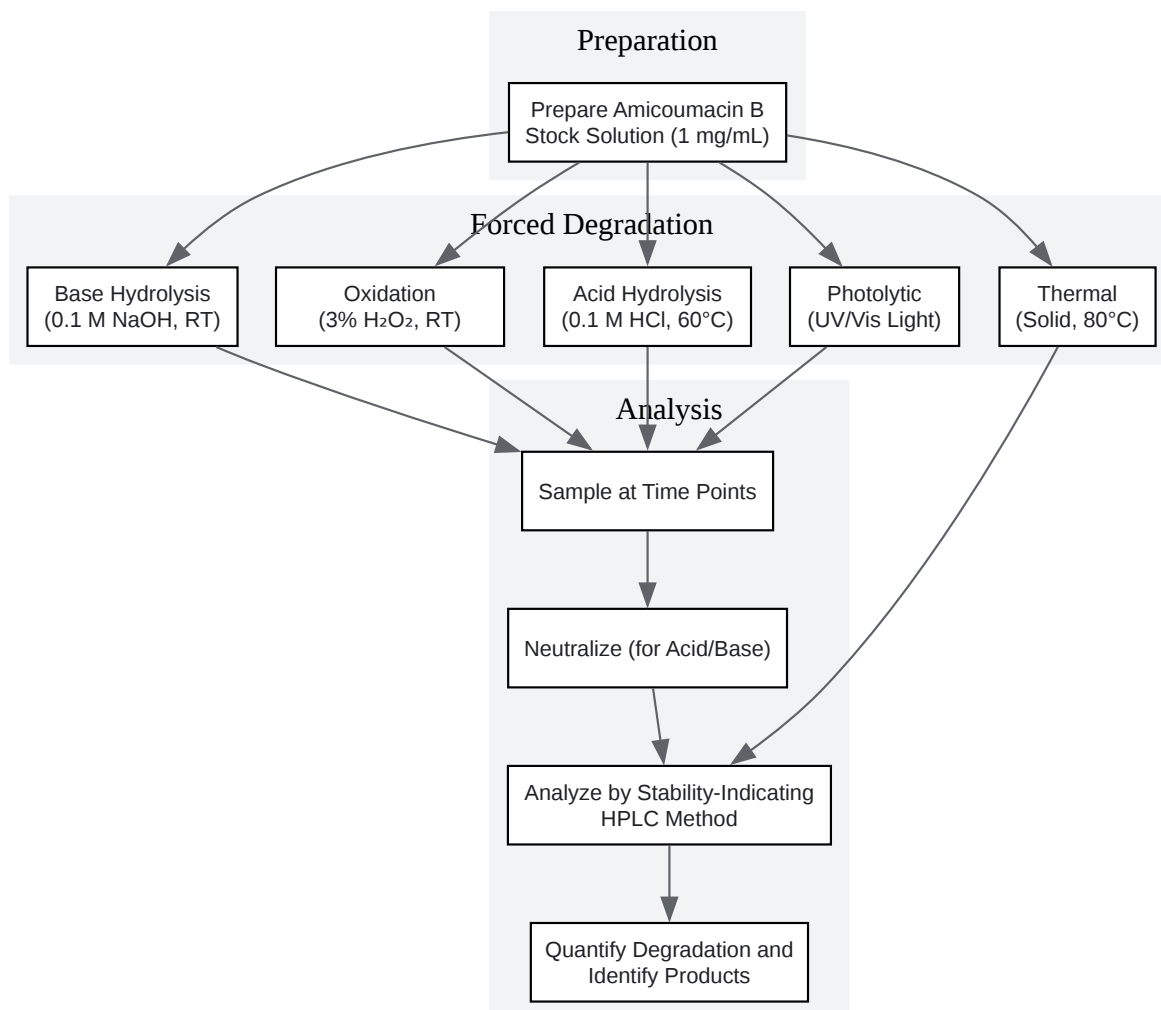 Preparation
Prepare Amicoumacin B
Stock Solution (1 mg/mL)
Forced Degradation
Base Hydrolysis
(0.1 M NaOH, RT)
Oxidation
(3% H₂O₂, RT)
Acid Hydrolysis
(0.1 M HCl, 60°C)
Photolytic
(UV/Vis Light)
Thermal
(Solid, 80°C)
Analysis
Sample at Time Points
Neutralize (for Acid/Base)
Analyze by Stability-Indicating
HPLC Method
Quantify Degradation and
Identify Products